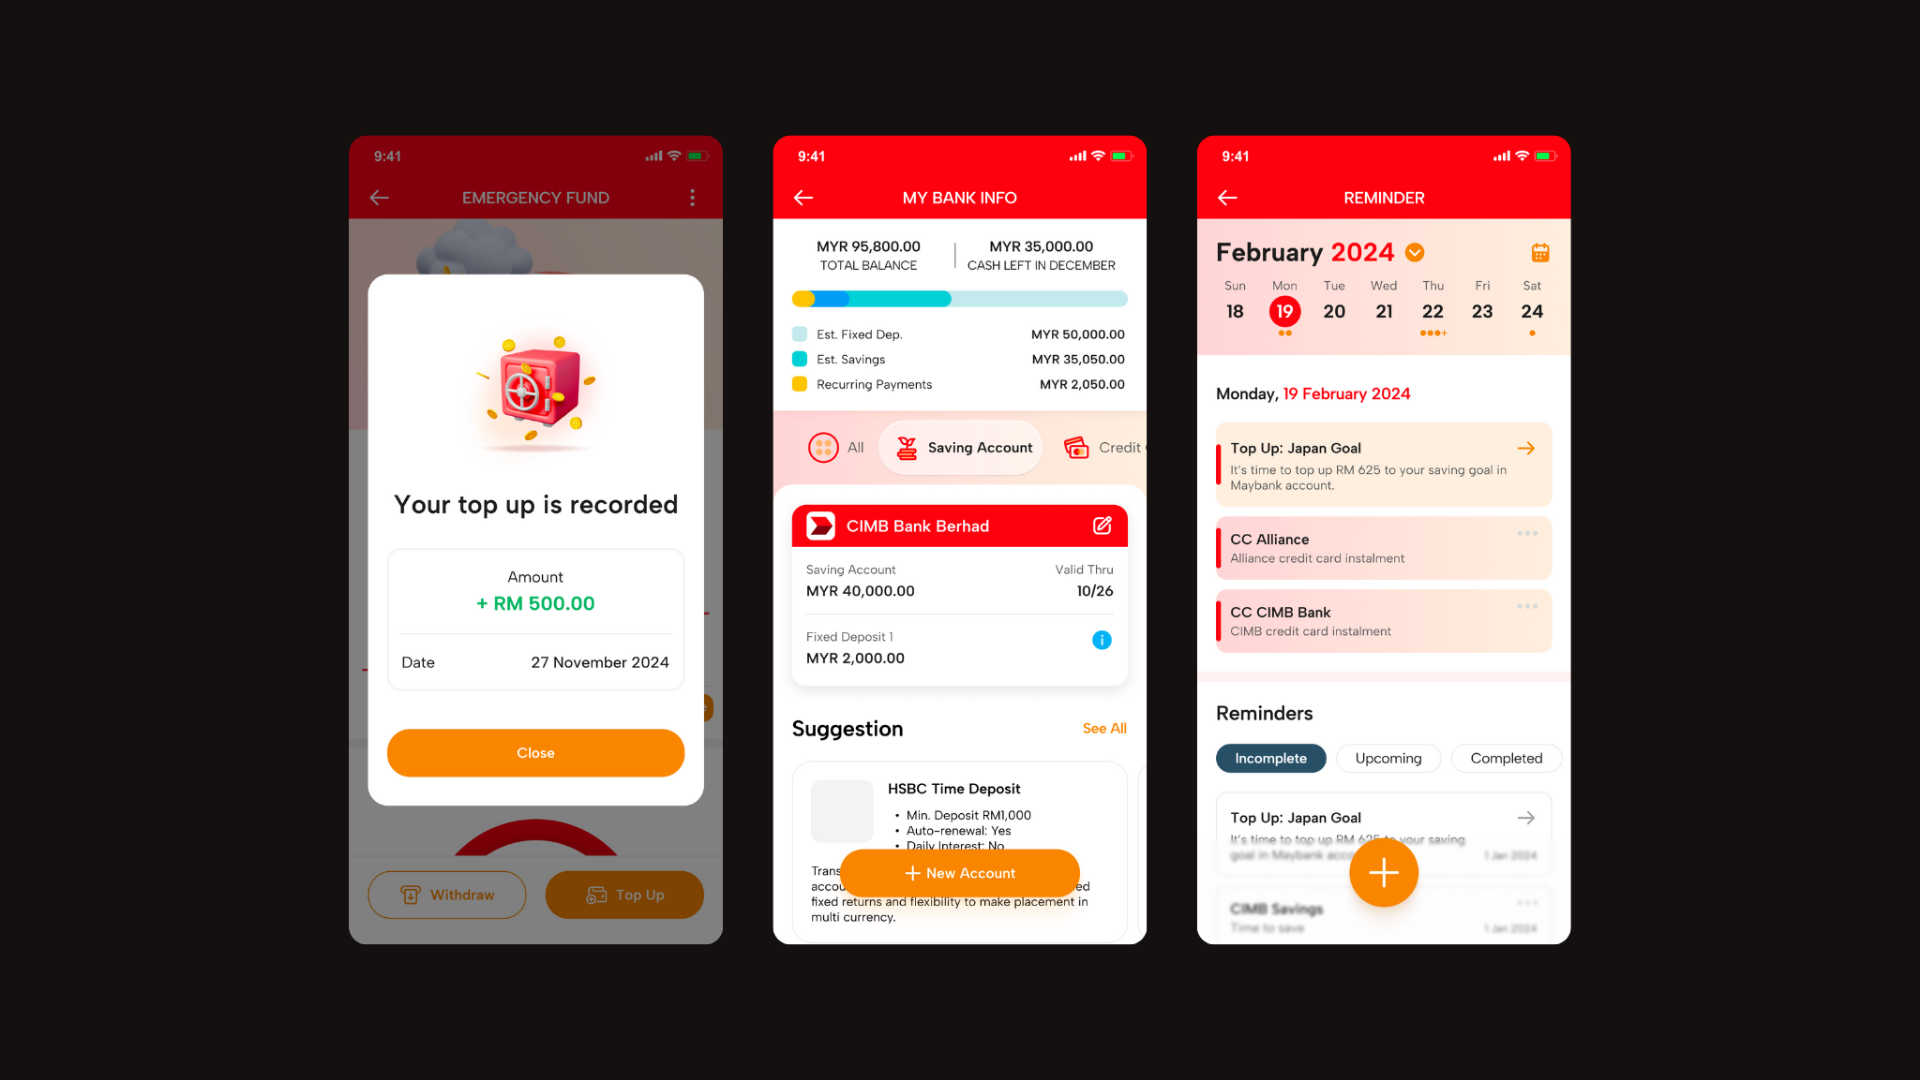 9:41
EMERGENCY FUND
Your top up is recorded
Amount
+ RM 500.00
Date 27 November 2024
Close
Withdraw
Top Up
9:41
MY BANK INFO
MYR 95,800.00
TOTAL BALANCE
MYR 35,000.00
CASH LEFT IN DECEMBER
Est. Fixed Dep. MYR 50,000.00
Est. Savings MYR 35,050.00
Recurring Payments MYR 2,050.00
All
Saving Account
Credit
CIMB Bank Berhad
Saving Account Valid Thru
MYR 40,000.00 10/26
Fixed Deposit 1
MYR 2,000.00
Suggestion See All
HSBC Time Deposit
• Min. Deposit RM1,000
• Auto-renewal: Yes
• Daily Interest: No
New Account
fixed returns and flexibility to make placement in
multi currency.
9:41
REMINDER
February 2024
Sun Mon Tue Wed Thu Fri Sat
18 19 20 21 22 23 24
Monday, 19 February 2024
Top Up: Japan Goal
It's time to top up RM 625 to your saving goal in
Maybank account.
CC Alliance
Alliance credit card instalment
CC CIMB Bank
CIMB credit card instalment
Reminders
Incomplete
Upcoming
Completed
Top Up: Japan Goal
It's time to top up RM 625 to your saving
goal in Maybank 1 Jan 2024
CIMB Savings
Time to save 1 Jan 2024